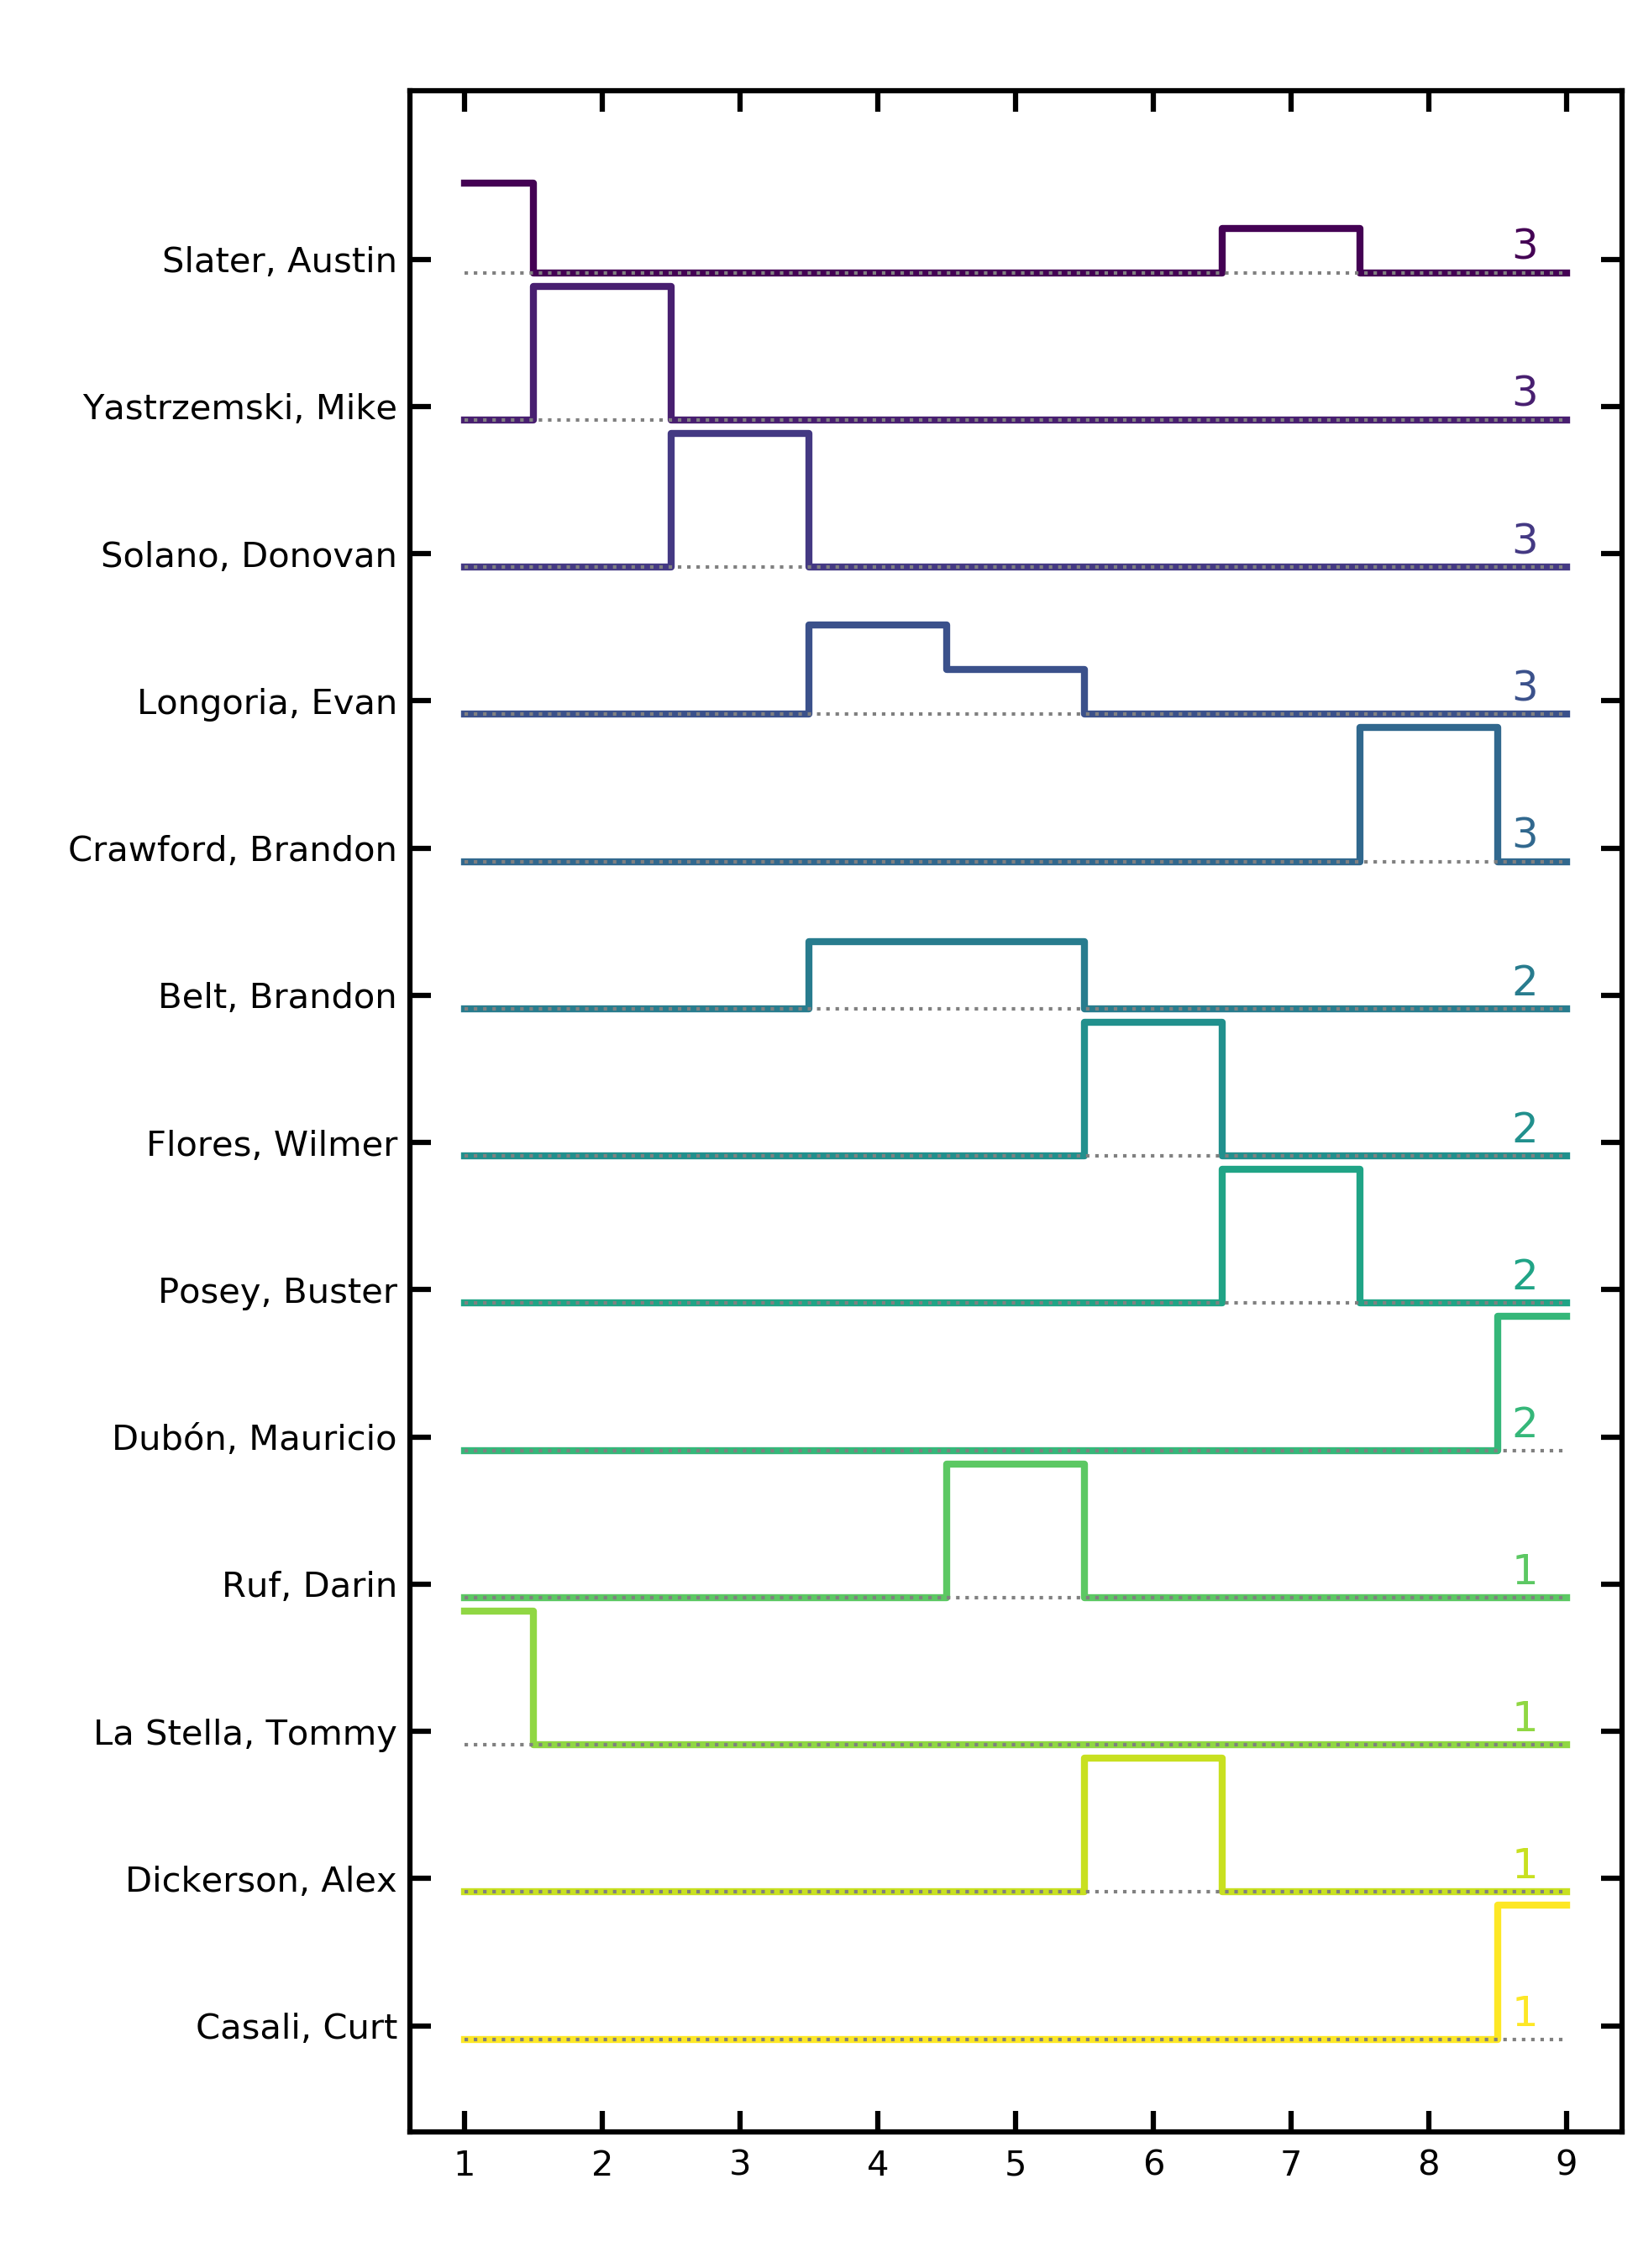 Slater, Austin 3
Yastrzemski, Mike 3
Solano, Donovan 3
Longoria, Evan 3
Crawford, Brandon 3
Belt, Brandon 2
Flores, Wilmer 2
Posey, Buster 2
Dubón, Mauricio 2
Ruf, Darin 1
La Stella, Tommy 1
Dickerson, Alex 1
Casali, Curt 1
1 2 3 4 5 6 7 8 9